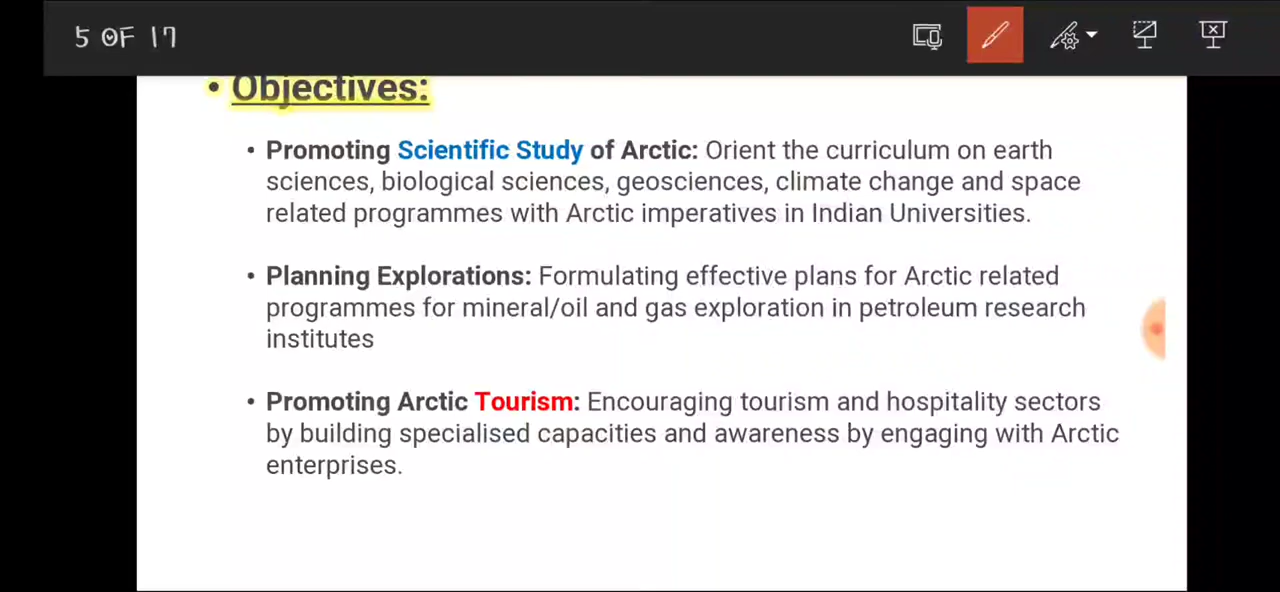 5 OF 17
• Objectives:
• Promoting Scientific Study of Arctic: Orient the curriculum on earth
sciences, biological sciences, geosciences, climate change and space
related programmes with Arctic imperatives in Indian Universities.
• Planning Explorations: Formulating effective plans for Arctic related
programmes for mineral/oil and gas exploration in petroleum research
institutes
• Promoting Arctic Tourism: Encouraging tourism and hospitality sectors
by building specialised capacities and awareness by engaging with Arctic
enterprises.